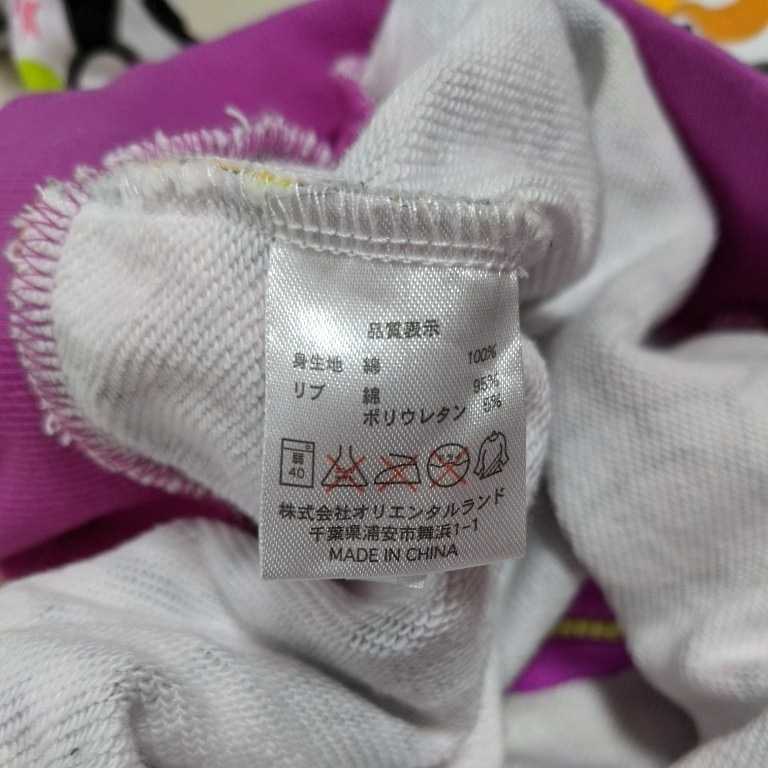 品質表示
身生地 綿 100%
リブ 綿 95%
ポリウレタン 5%
弱
40
株式会社オリエンタルランド
千葉県浦安市舞浜1-1
MADE IN CHINA